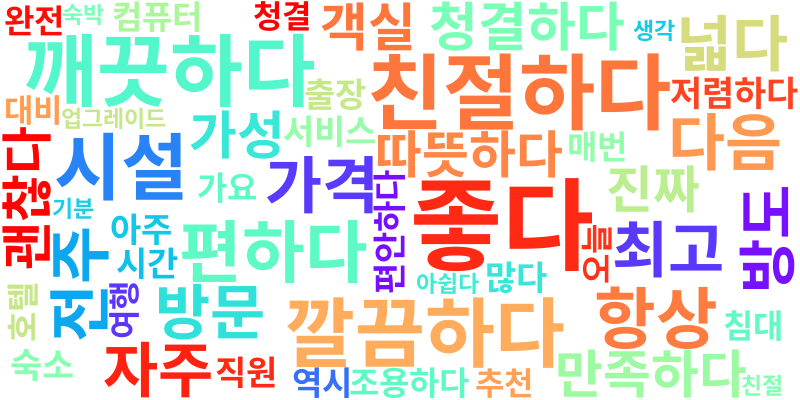 완전
숙박
컴퓨터
청결
객실
청결하다
생각
넓다
깨끗하다
출장
친절하다
저렴하다
대비
업그레이드
가성
서비스
따뜻하다
매번
다음
괜찮다
시설
가요
가격
편안하다
좋다
진짜
방도
기분
전주
아주
시간
편하다
오늘
최고
많다
아쉽다
호텔
여행
방문
깔끔하다
항상
침대
숙소
자주
직원
역시
조용하다
추천
만족하다
친절